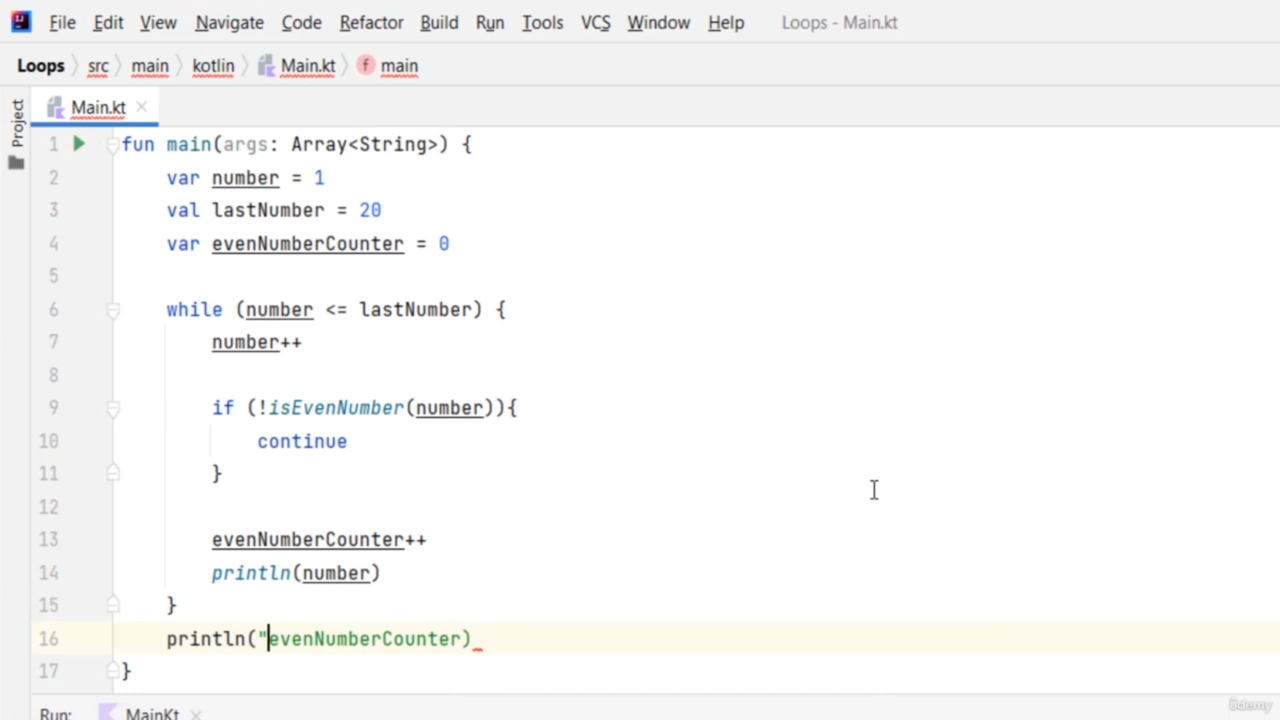 File Edit View Navigate Code Refactor Build Run Tools VCS Window Help Loops - Main.kt
Loops src main kotlin Main.kt f main
Project
Main.kt
1 fun main(args: Array<String>) {
2 var number = 1
3 val lastNumber = 20
4 var evenNumberCounter = 0
5
6 while (number <= lastNumber) {
7 number++
8
9 if (!isEvenNumber(number)){
10 continue
11 }
12
13 evenNumberCounter++
14 println(number)
15 }
16 println("evenNumberCounter)
17 }
Run: MainKt
ûdemy